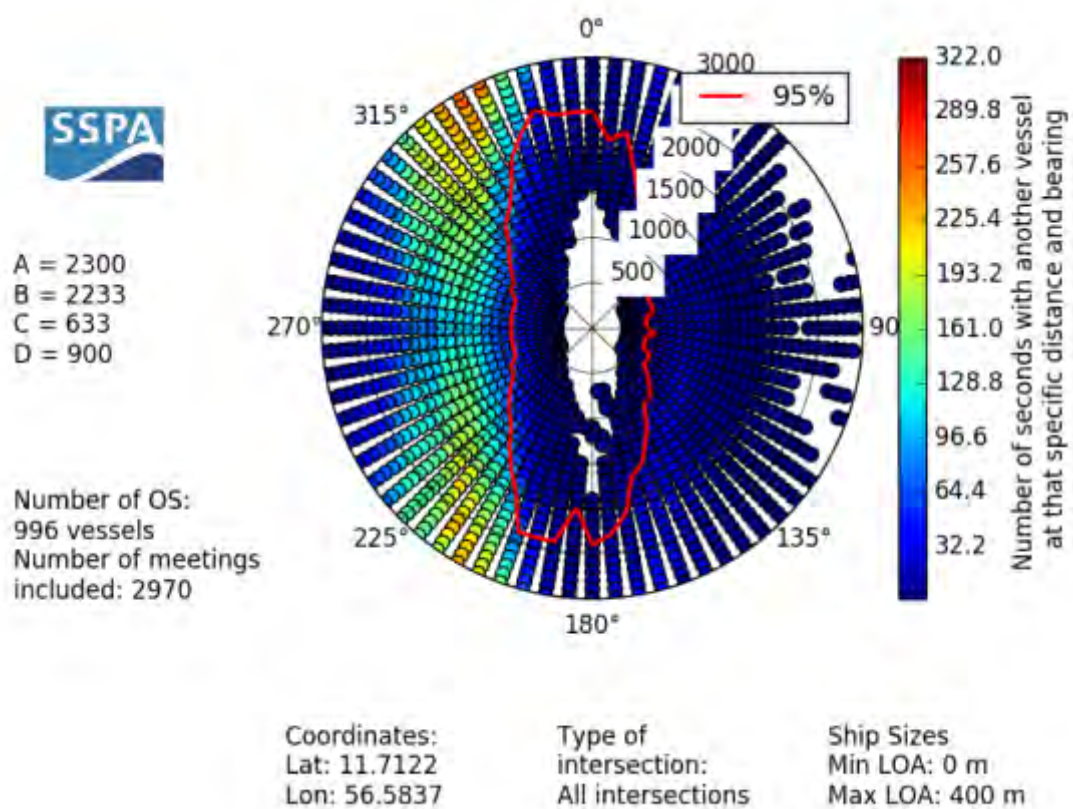 0°
3000
95%
2000
1500
1000
500
315°
270°
90
225°
135°
180°
SSPA
A = 2300
B = 2233
C = 633
D = 900
Number of OS:
996 vessels
Number of meetings
included: 2970
322.0
289.8
257.6
225.4
193.2
161.0
128.8
96.6
64.4
32.2
Number of seconds with another vessel
at that specific distance and bearing
Coordinates:
Lat: 11.7122
Lon: 56.5837
Type of
intersection:
All intersections
Ship Sizes
Min LOA: 0 m
Max LOA: 400 m